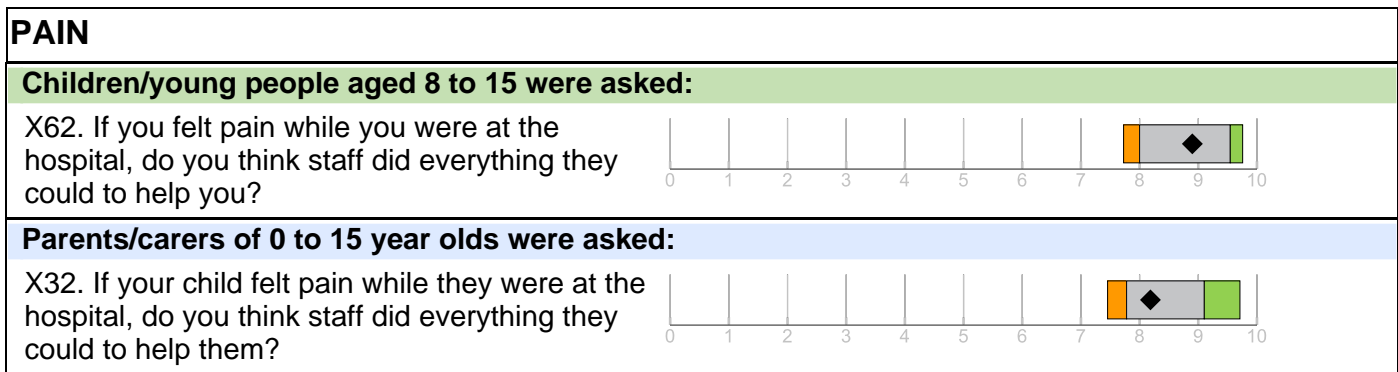 PAIN
Children/young people aged 8 to 15 were asked:
X62. If you felt pain while you were at the
hospital, do you think staff did everything they
could to help you?
0 1 2 3 4 5 6 7 8 9 10
Parents/carers of 0 to 15 year olds were asked:
X32. If your child felt pain while they were at the
hospital, do you think staff did everything they
could to help them?
0 1 2 3 4 5 6 7 8 9 10